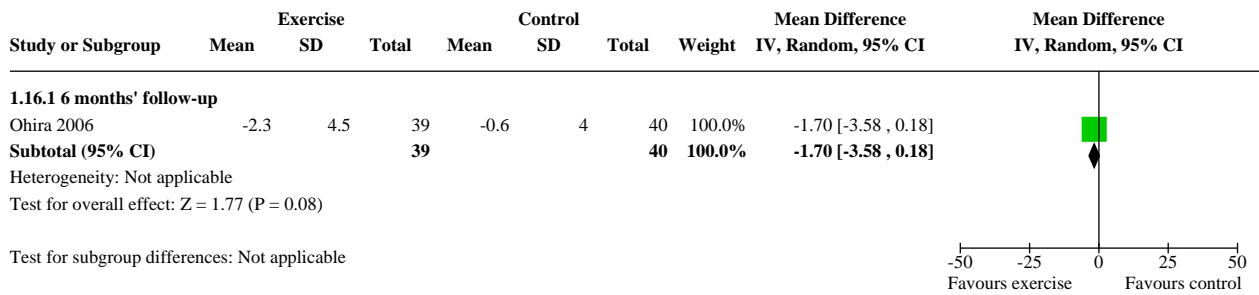 Exercise Control Mean Difference Mean Difference
Study or Subgroup Mean SD Total Mean SD Total Weight IV, Random, 95% CI IV, Random, 95% CI
1.16.1 6 months' follow-up
Ohira 2006 -2.3 4.5 39 -0.6 4 40 100.0% -1.70 [-3.58 , 0.18]
Subtotal (95% CI) 39 40 100.0% -1.70 [-3.58 , 0.18]
Heterogeneity: Not applicable
Test for overall effect: Z = 1.77 (P = 0.08)
Test for subgroup differences: Not applicable
-50 -25 0 25 50
Favours exercise Favours control